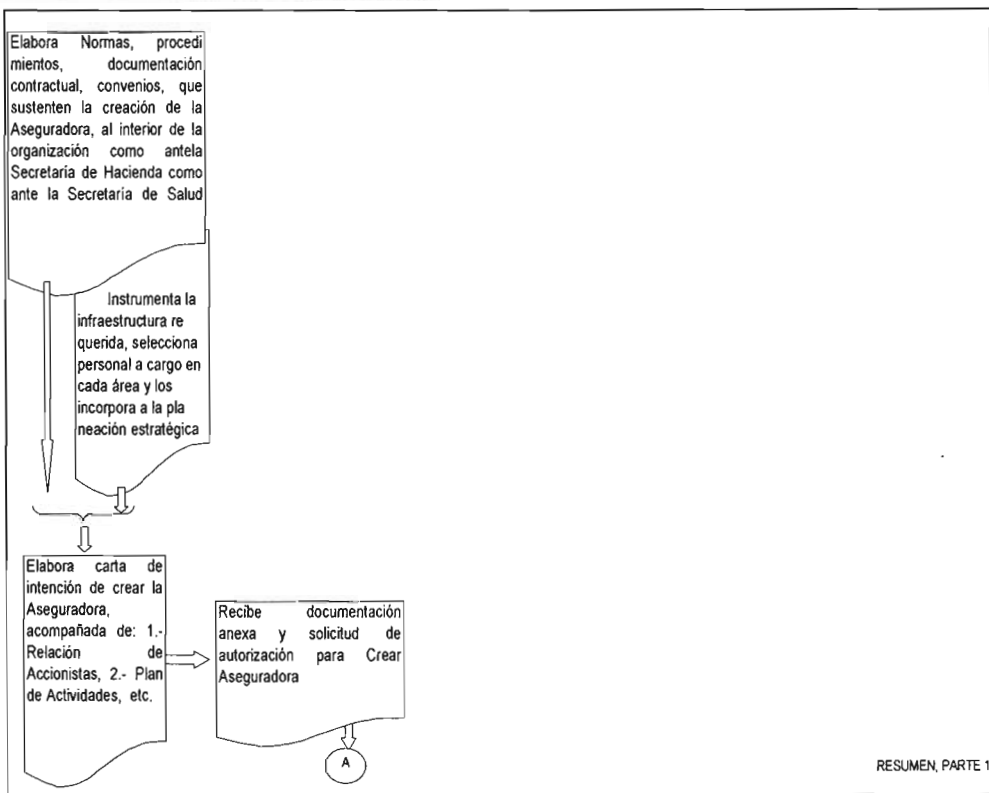 Elabora Normas, procedi
mientos, documentación
contractual, convenios, que
sustenten la creación de la
Aseguradora, al interior de la
organización como antela
Secretaría de Hacienda como
ante la Secretaría de Salud
Instrumenta la
infraestructura re
querida, selecciona
personal a cargo en
cada área y los
incorpora a la pla
neación estratégica
Elabora carta de
intención de crear la
Aseguradora,
acompañada de: 1.-
Relación de
Accionistas, 2.- Plan
de Actividades, etc.
Recibe documentación
anexa y solicitud de
autorización para Crear
Aseguradora
A
RESUMEN, PARTE 1